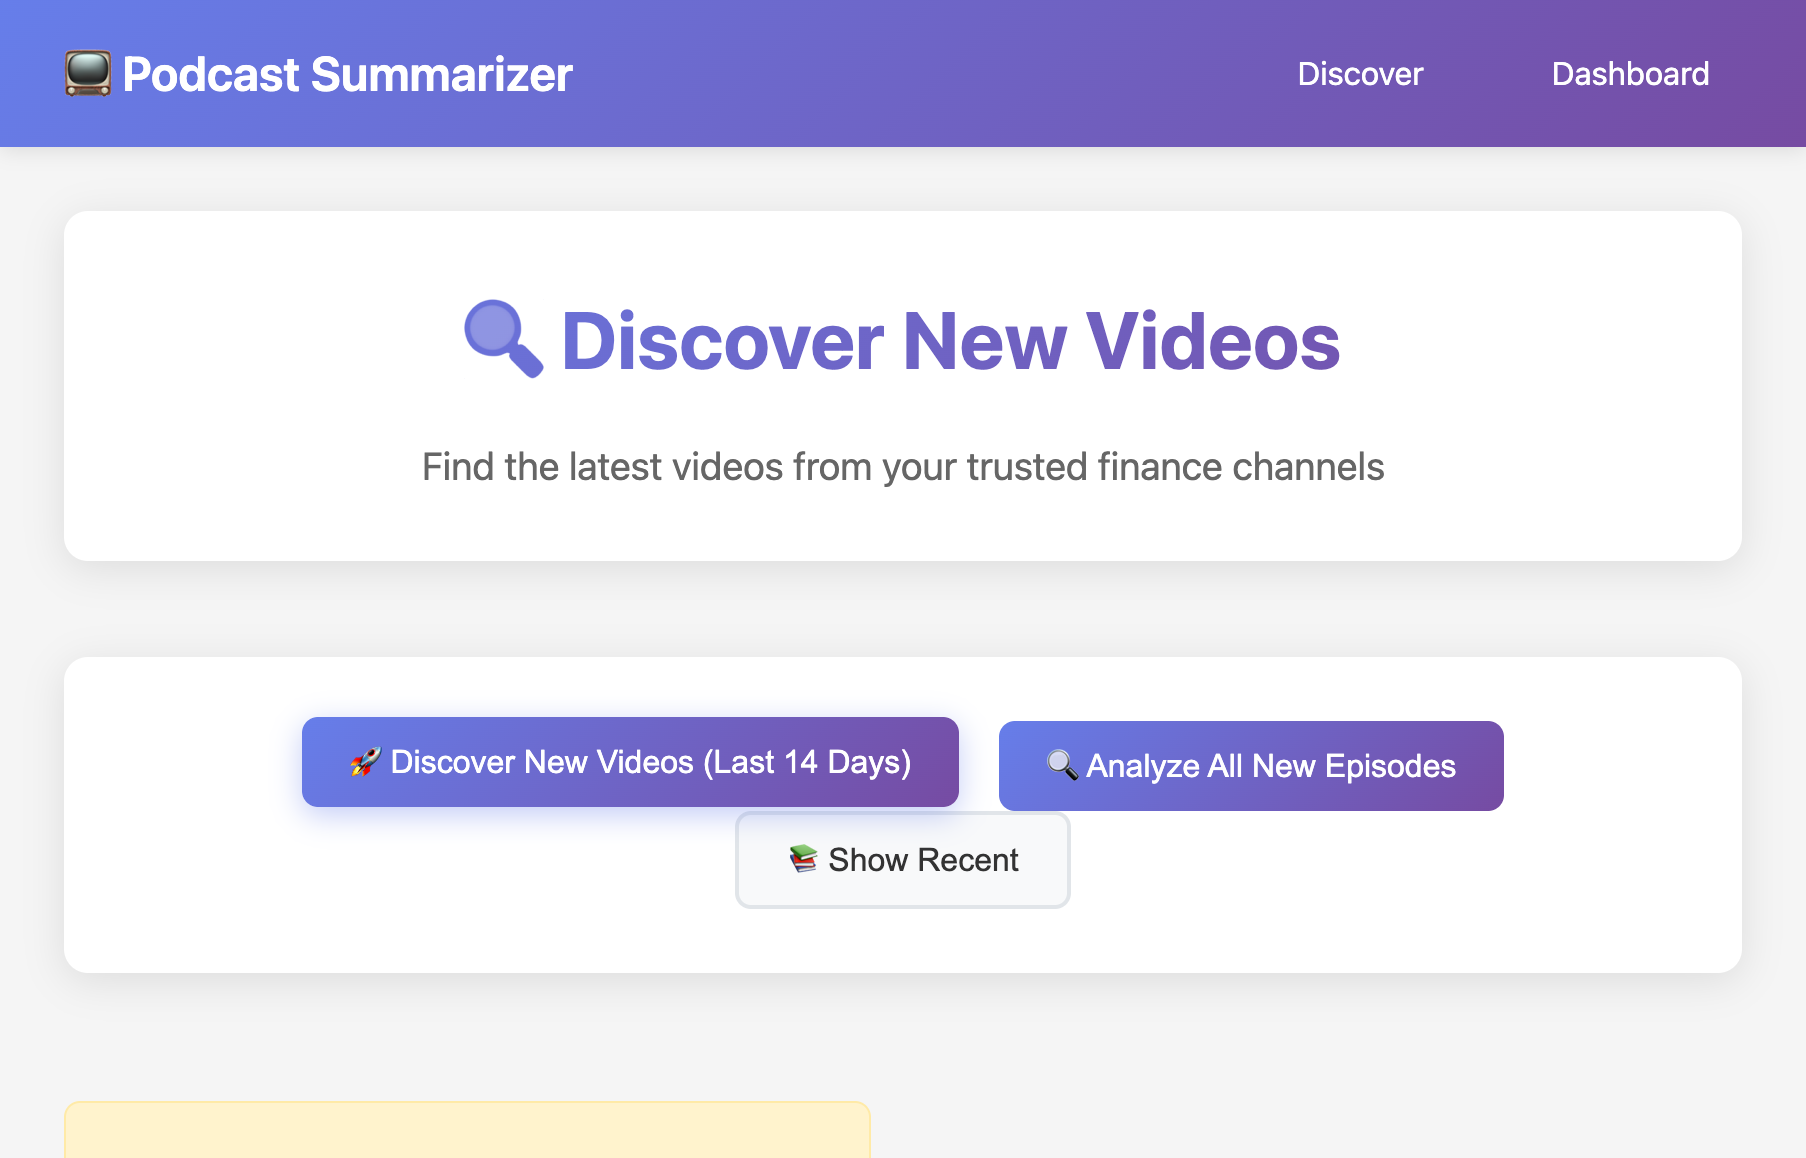 Podcast Summarizer
Discover
Dashboard
Discover New Videos
Find the latest videos from your trusted finance channels
Discover New Videos (Last 14 Days)
Analyze All New Episodes
Show Recent